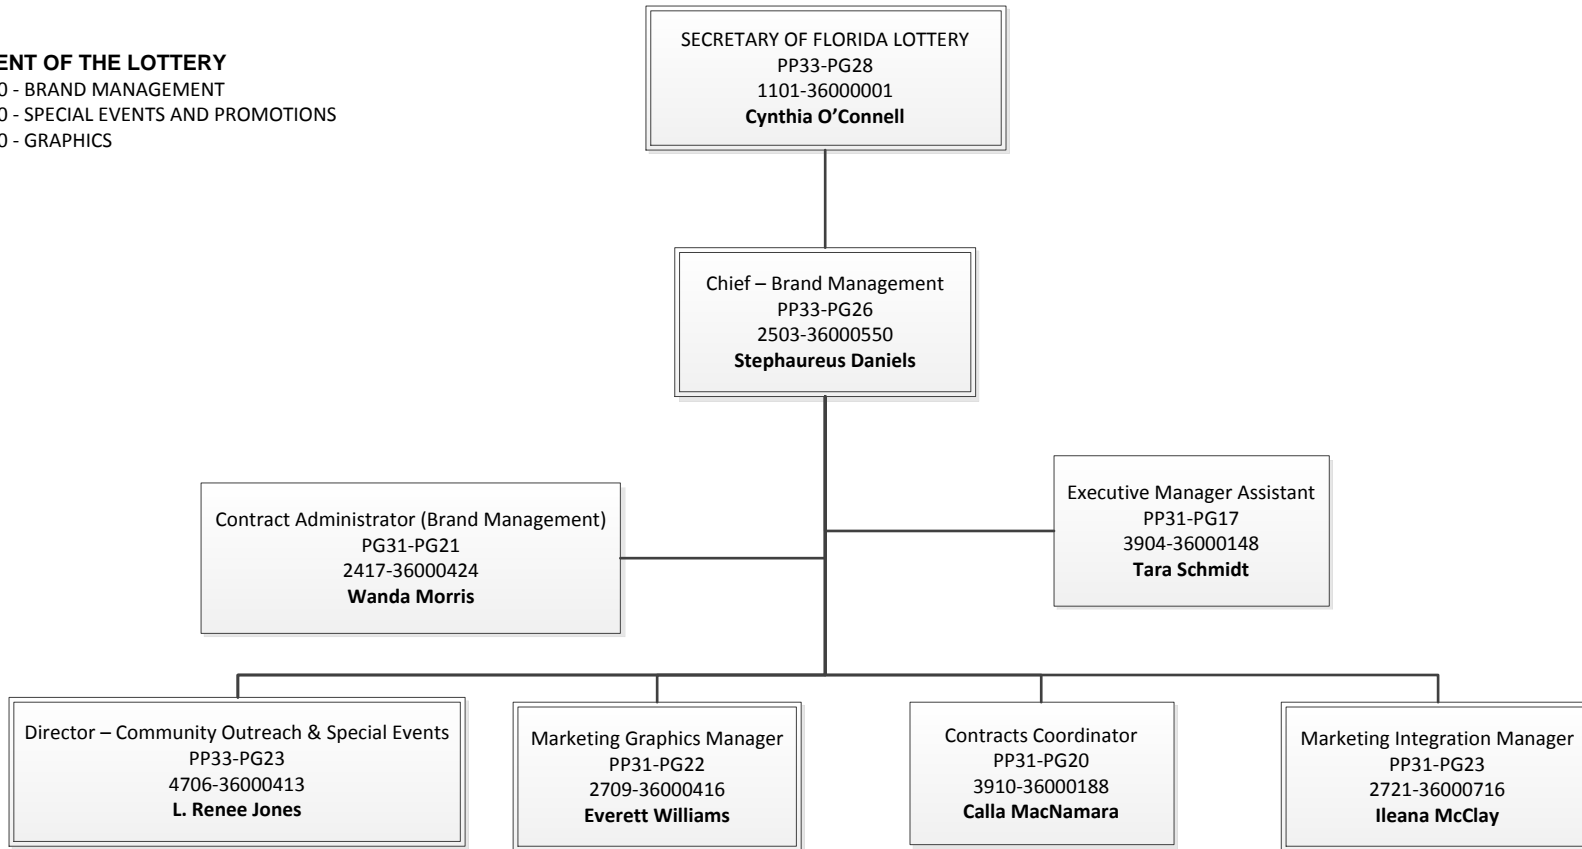 ENT OF THE LOTTERY
0 - BRAND MANAGEMENT
0 - SPECIAL EVENTS AND PROMOTIONS
0 - GRAPHICS
SECRETARY OF FLORIDA LOTTERY
PP33-PG28
1101-36000001
Cynthia O’Connell
Chief – Brand Management
PP33-PG26
2503-36000550
Stephaureus Daniels
Contract Administrator (Brand Management)
PG31-PG21
2417-36000424
Wanda Morris
Executive Manager Assistant
PP31-PG17
3904-36000148
Tara Schmidt
Director – Community Outreach & Special Events
PP33-PG23
4706-36000413
L. Renee Jones
Marketing Graphics Manager
PP31-PG22
2709-36000416
Everett Williams
Contracts Coordinator
PP31-PG20
3910-36000188
Calla MacNamara
Marketing Integration Manager
PP31-PG23
2721-36000716
Ileana McClay